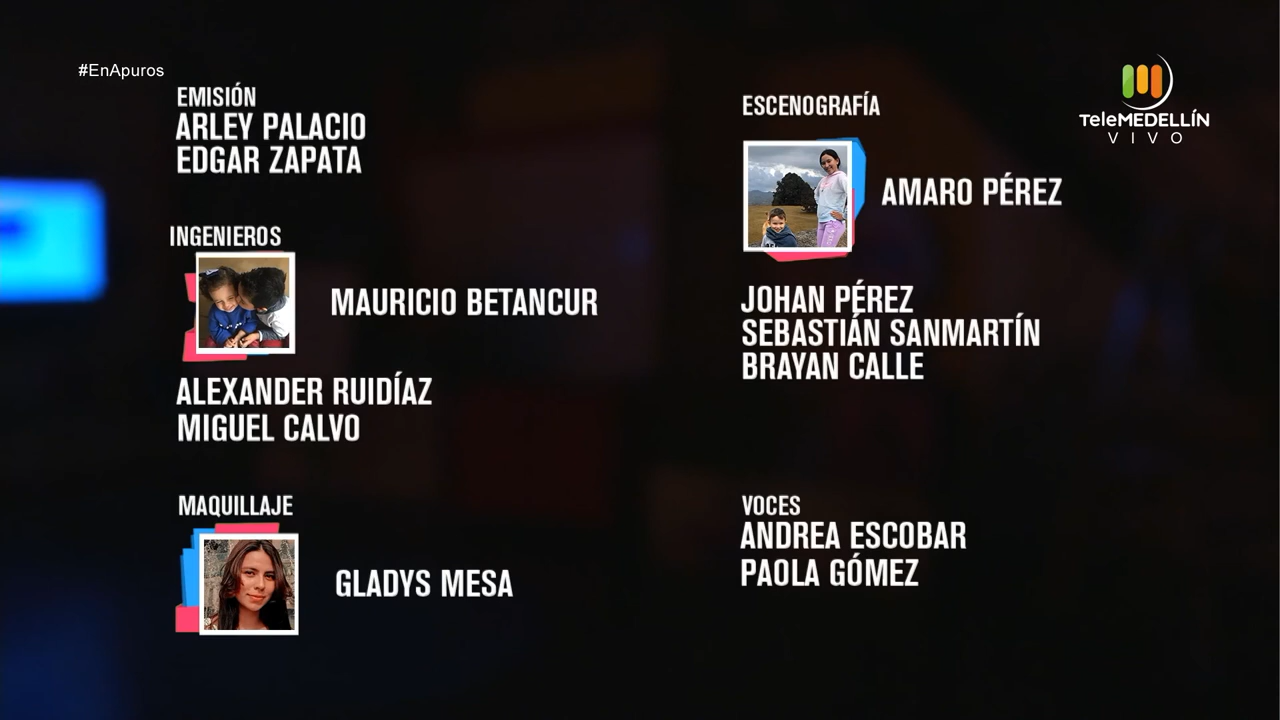 #EnApuros
EMISIÓN
ARLEY PALACIO
EDGAR ZAPATA
INGENIEROS
MAURICIO BETANCUR
ALEXANDER RUIDÍAZ
MIGUEL CALVO
MAQUILLAJE
GLADYS MESA
ESCENOGRAFÍA
AMARO PÉREZ
JOHAN PÉREZ
SEBASTIÁN SANMARTÍN
BRAYAN CALLE
VOCES
ANDREA ESCOBAR
PAOLA GÓMEZ
TeleMEDELLÍN
VIVO